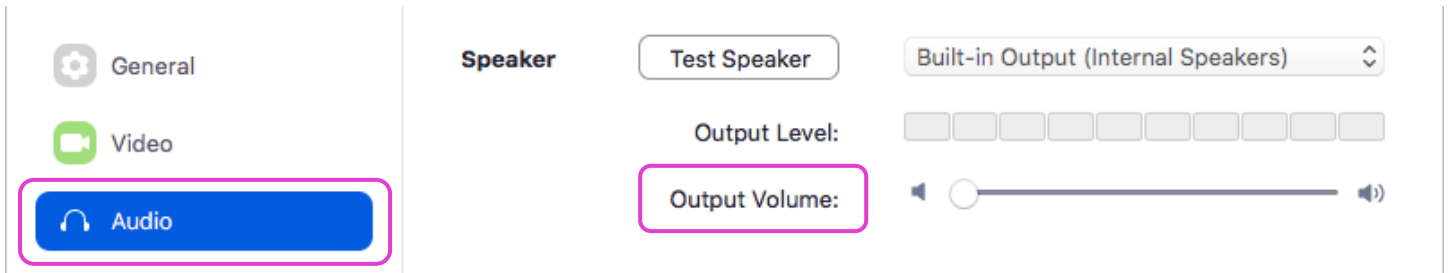 General
Video
Audio
Speaker
Test Speaker
Built-in Output (Internal Speakers)
Output Level:
Output Volume: